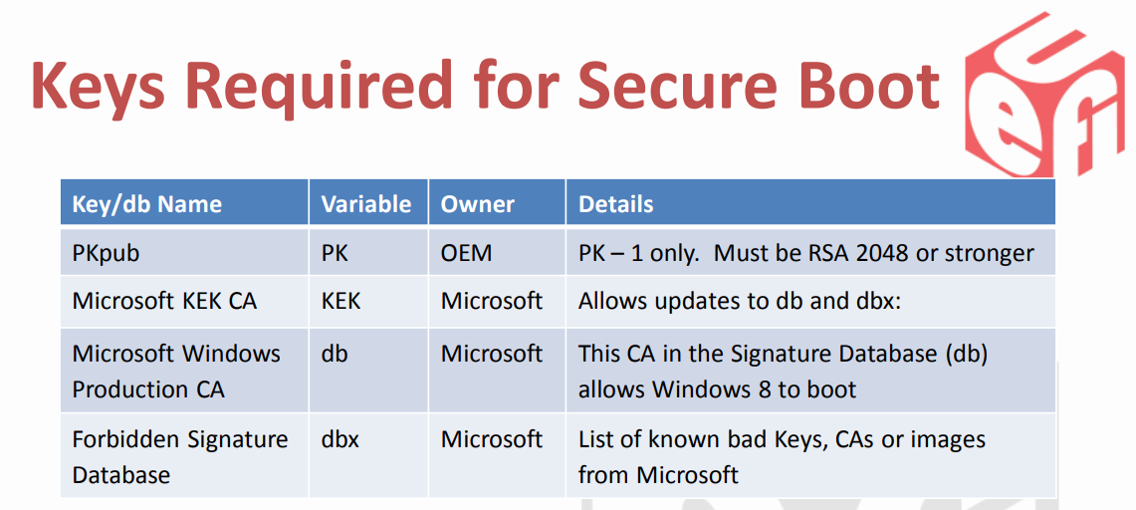 Keys Required for Secure Boot
UEFI
Key/db Name Variable Owner Details
PKpub PK OEM PK – 1 only. Must be RSA 2048 or stronger
Microsoft KEK CA KEK Microsoft Allows updates to db and dbx:
Microsoft Windows db Microsoft This CA in the Signature Database (db)
Production CA allows Windows 8 to boot
Forbidden Signature dbx Microsoft List of known bad Keys, CAs or images
Database from Microsoft